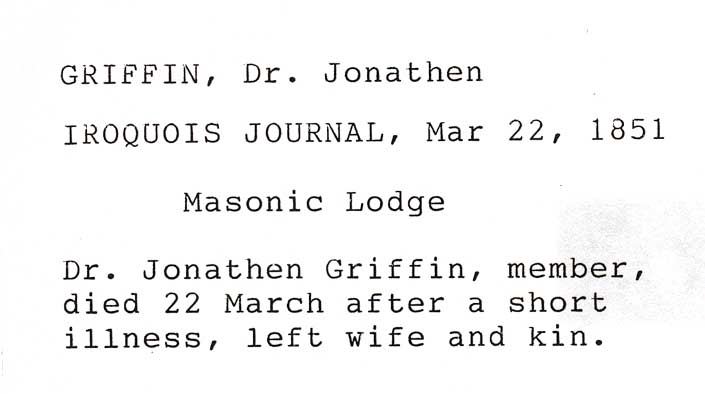 GRIFFIN, Dr. Jonathen
IROQUOIS JOURNAL, Mar 22, 1851
Masonic Lodge
Dr. Jonathen Griffin, member,
died 22 March after a short
illness, left wife and kin.